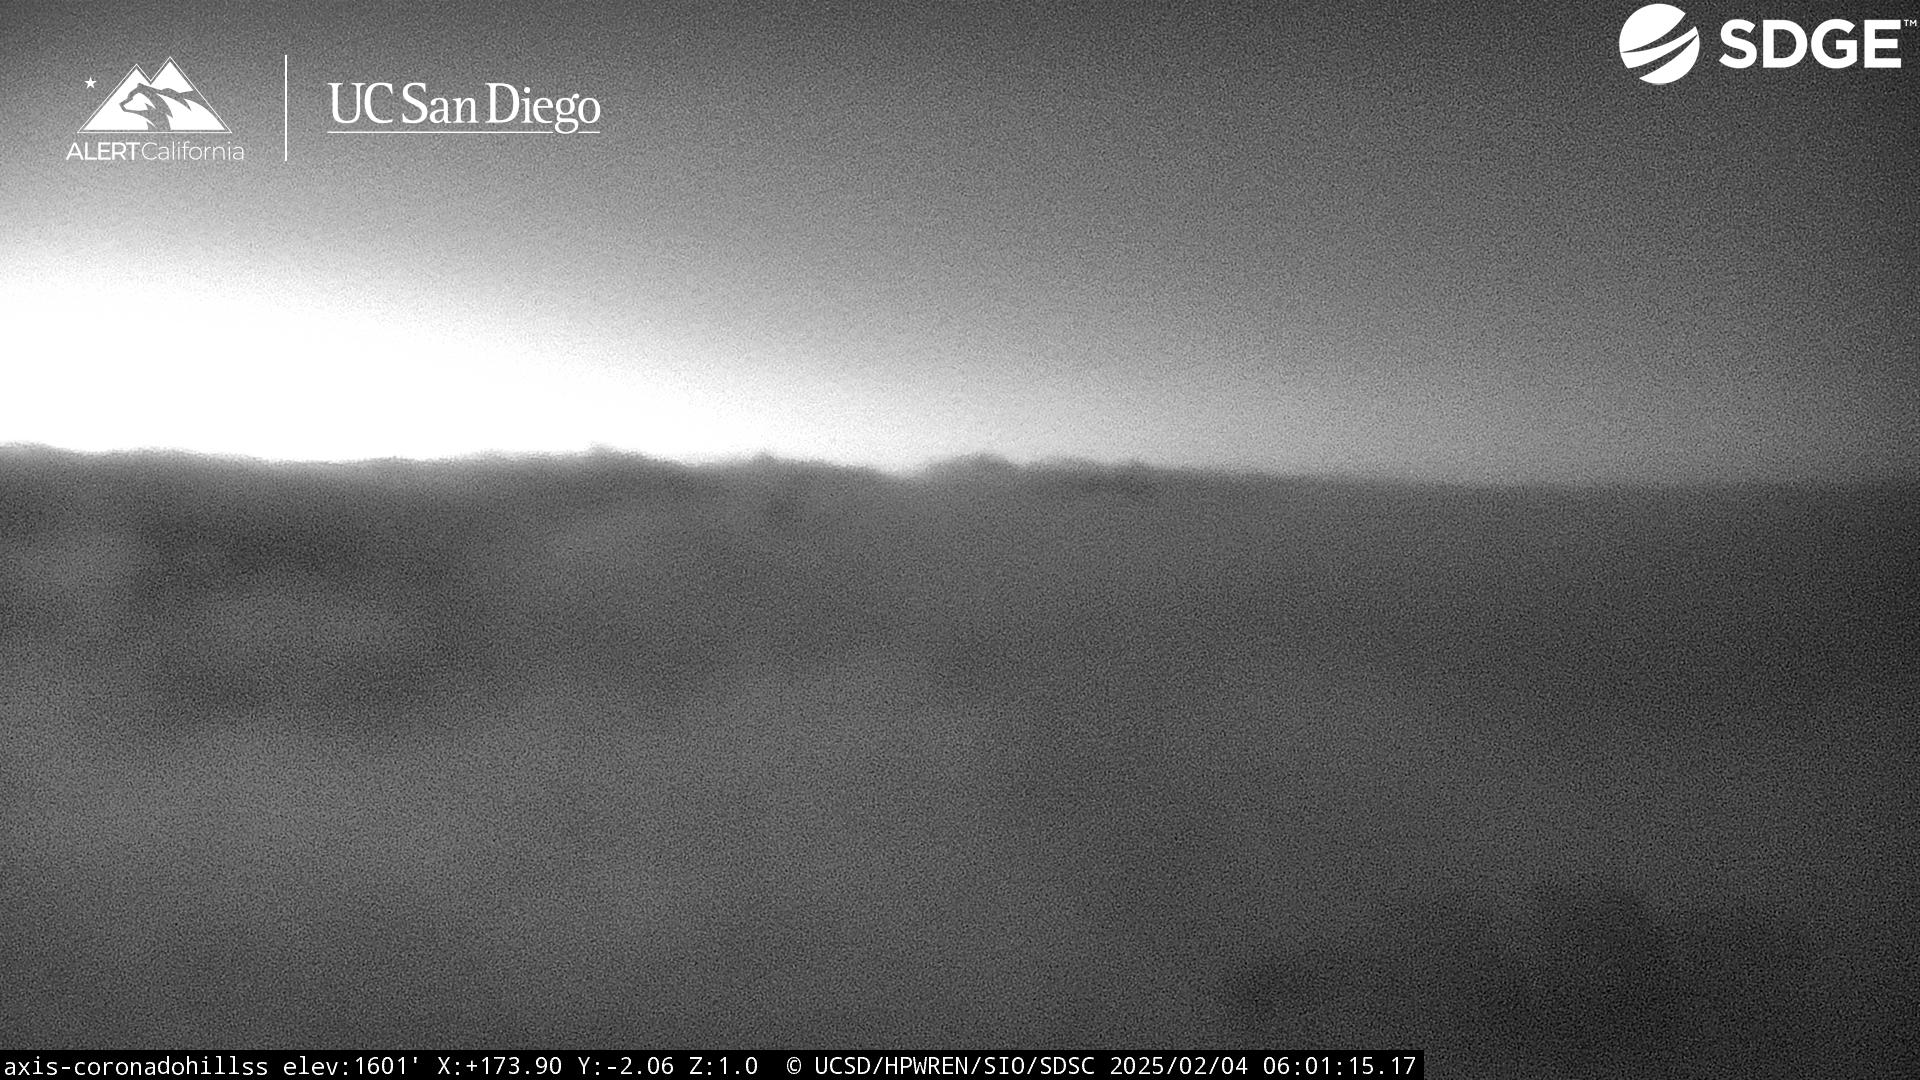 SDGE™
UC San Diego
ALERTCalifornia
axis-coronadohillss elev:1601' X:+173.90 Y:-2.06 Z:1.0 © UCSD/HPWREN/SIO/SDSC 2025/02/04 06:01:15.17